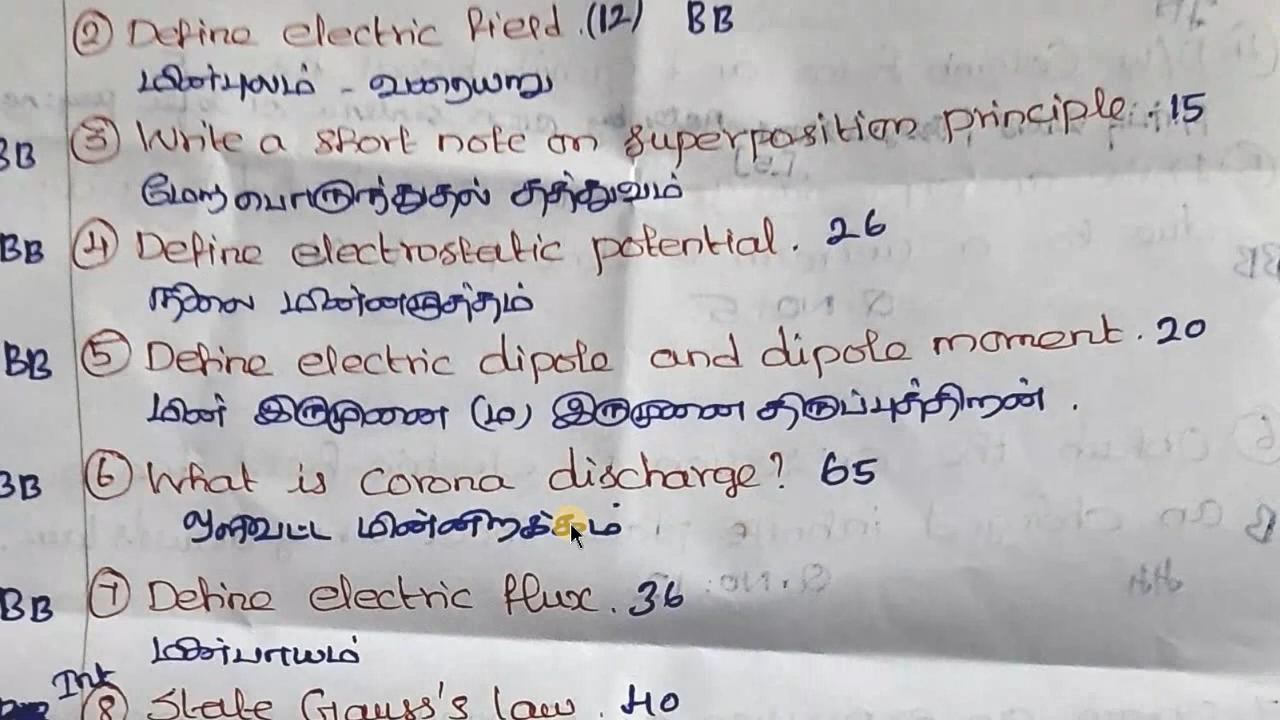 ② Define electric field. (12) BB
மின்புலம் - வரையறு
BB ③ Write a short note on superposition principle. 15
மேற்பொருந்துதல் தத்துவம்
BB ④ Define electrostatic potential. 26
நிலை மின்னழுத்தம்
BB ⑤ Define electric dipole and dipole moment. 20
மின் இருமுனை (ம) இருமுனை திருப்புத்திறன்.
BB ⑥ What is corona discharge? 65
ஒளிவட்ட மின்னிறக்கம்
BB ⑦ Define electric flux. 36
மின்பாயம்
Int
⑧ State Gauss's law. 40